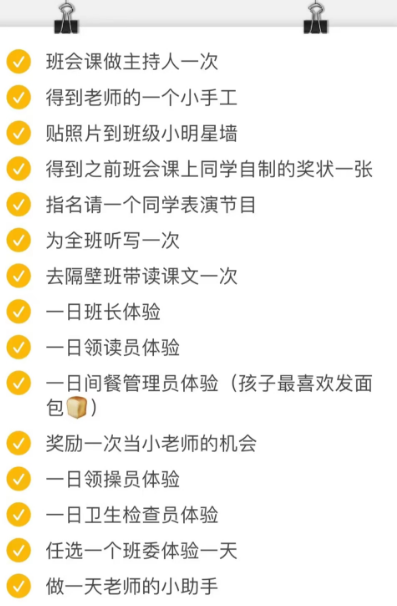 班会课做主持人一次
得到老师的一个小手工
贴照片到班级小明星墙
得到之前班会课上同学自制的奖状一张
指名请一个同学表演节目
为全班听写一次
去隔壁班带读课文一次
一日班长体验
一日领读员体验
一日间餐管理员体验（孩子最喜欢发面
包🍞）
奖励一次当小老师的机会
一日领操员体验
一日卫生检查员体验
任选一个班委体验一天
做一天老师的小助手